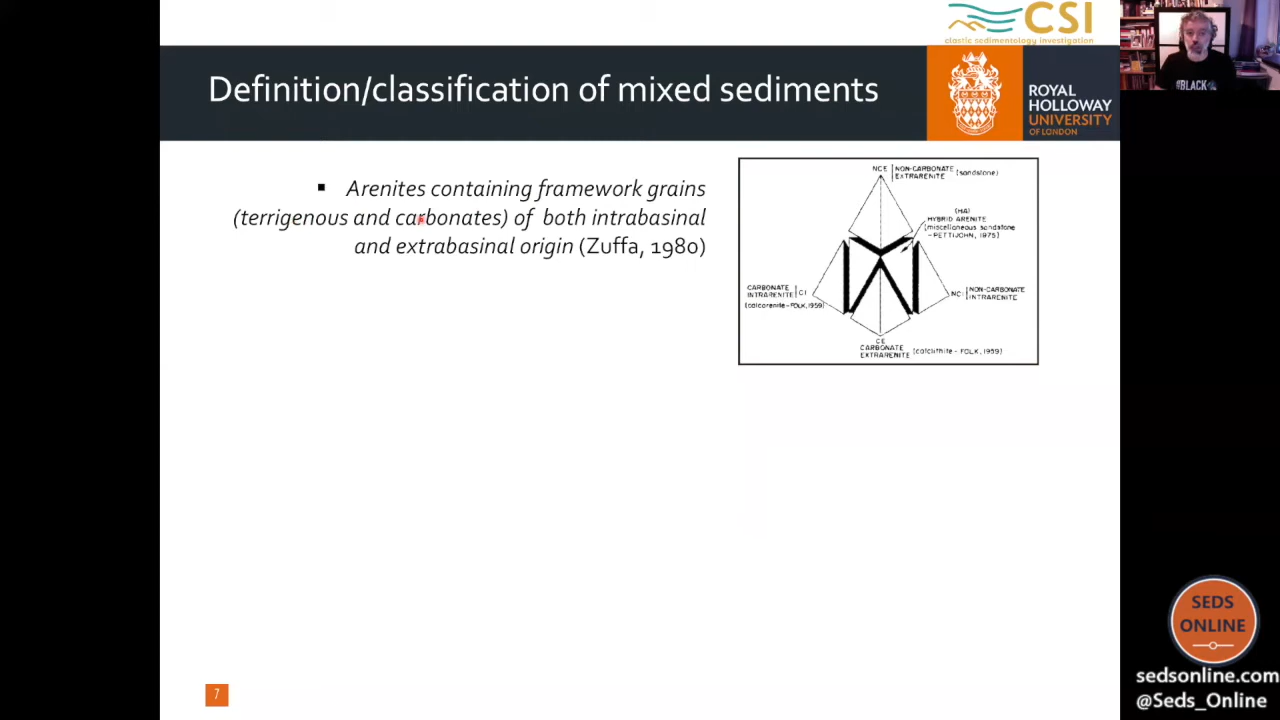 CSI
clastic sedimentology investigation
Definition/classification of mixed sediments
ROYAL
HOLLOWAY
UNIVERSITY
OF LONDON
#BLACK
▪ Arenites containing framework grains
(terrigenous and carbonates) of both intrabasinal
and extrabasinal origin (Zuffa, 1980)
NCE | NON-CARBONATE
EXTRARENITE (sandstone)
(HA)
HYBRID ARENITE
(miscellaneous sandstone
-PETTIJOHN, 1975)
CARBONATE
INTRARENITE | CI
(calcarenite-FOLK, 1959)
NCI | NON-CARBONATE
INTRARENITE
CE
CARBONATE
EXTRARENITE (calclithite-FOLK, 1959)
7
SEDS
ONLINE
sedsonline.com
@Seds_Online